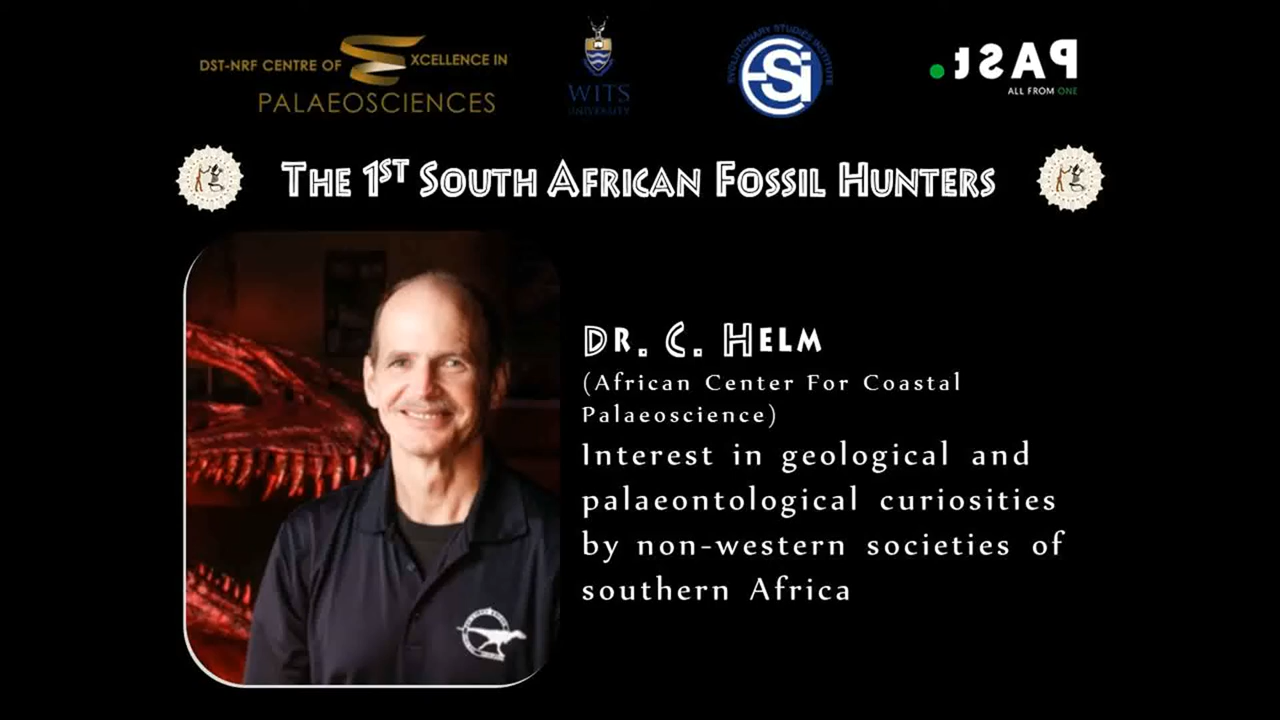 DST-NRF CENTRE OF EXCELLENCE IN
PALAEOSCIENCES
WITS
UNIVERSITY
EVOLUTIONARY STUDIES INSTITUTE
ESi
PAST
ALL FROM ONE
THE 1ST SOUTH AFRICAN FOSSIL HUNTERS
DR. C. HELM
(African Center For Coastal
Palaeoscience)
Interest in geological and
palaeontological curiosities
by non-western societies of
southern Africa